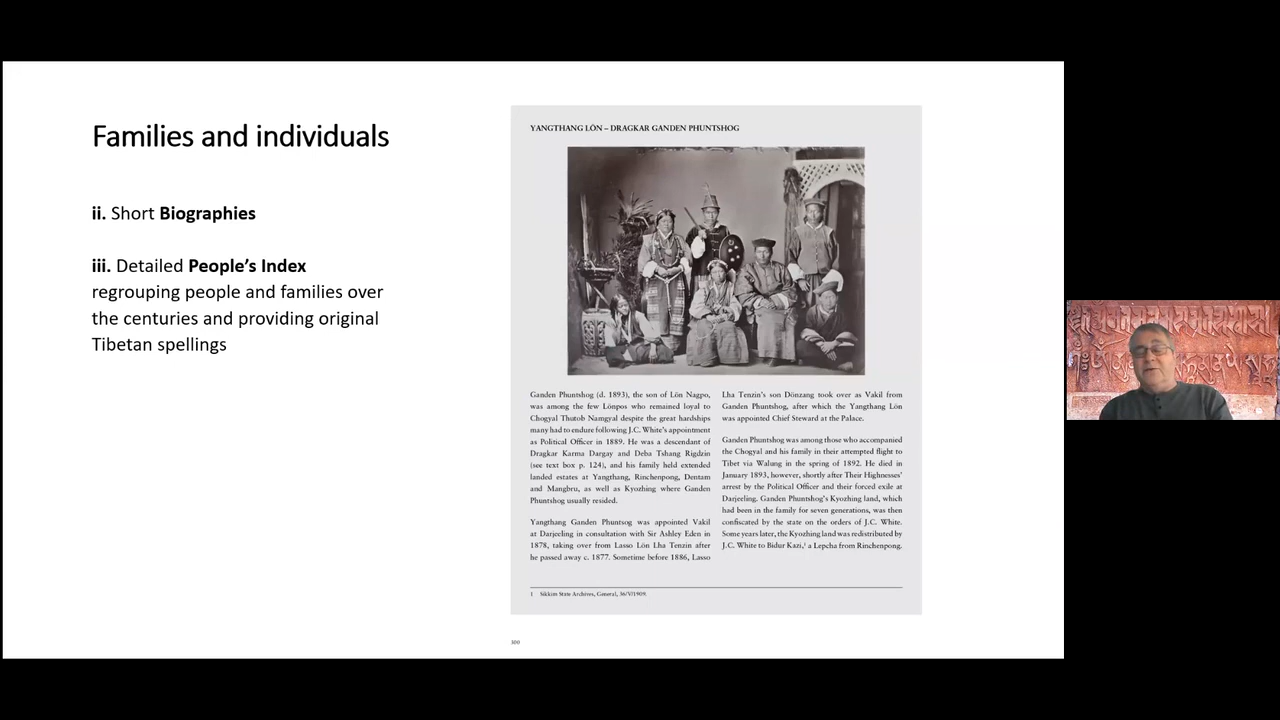 Families and individuals
ii. Short Biographies
iii. Detailed People's Index
regrouping people and families over
the centuries and providing original
Tibetan spellings
YANGTHANG LÖN – DRAGKAR GANDEN PHUNTSHOG
Ganden Phuntshog (d. 1893), the son of Lön Nagpo,
was among the few Lönpos who remained loyal to
Chogyal Thutob Namgyal despite the great hardships
many had to endure following J.C. White's appointment
as Political Officer in 1889. He was a descendant of
Dragkar Karma Dargay and Deba Tshang Rigdzin
(see text box p. 124), and his family held extended
landed estates at Yangthang, Rinchenpong, Dentam
and Mangbru, as well as Kyozhing where Ganden
Phuntshog usually resided.
Yangthang Ganden Phuntsog was appointed Vakil
at Darjeeling in consultation with Sir Ashley Eden in
1878, taking over from Lasso Lön Lha Tenzin after
he passed away c. 1877. Sometime before 1886, Lasso
Lha Tenzin's son Dönzang took over as Vakil from
Ganden Phuntshog, after which the Yangthang Lön
was appointed Chief Steward at the Palace.
Ganden Phuntshog was among those who accompanied
the Chogyal and his family in their attempted flight to
Tibet via Walung in the spring of 1892. He died in
January 1893, however, shortly after Their Highnesses'
arrest by the Political Officer and their forced exile at
Darjeeling. Ganden Phuntshog's Kyozhing land, which
had been in the family for seven generations, was then
confiscated by the state on the orders of J.C. White.
Some years later, the Kyozhing land was redistributed by
J.C. White to Bidur Kazi,¹ a Lepcha from Rinchenpong.
1 Sikkim State Archives, General, 36/V/1909.
100